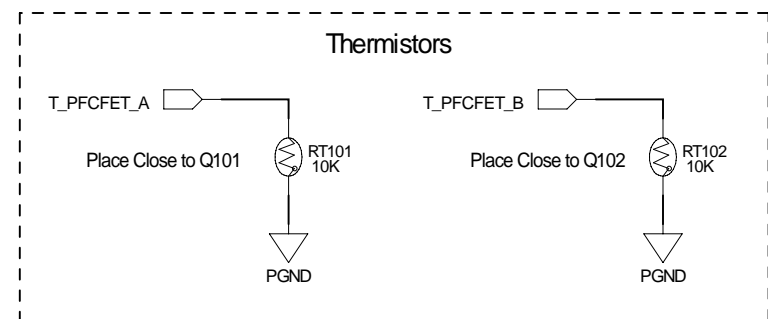 Thermistors
T_PFCFET_A
T_PFCFET_B
Place Close to Q101
RT101
10K
Place Close to Q102
RT102
10K
PGND
PGND